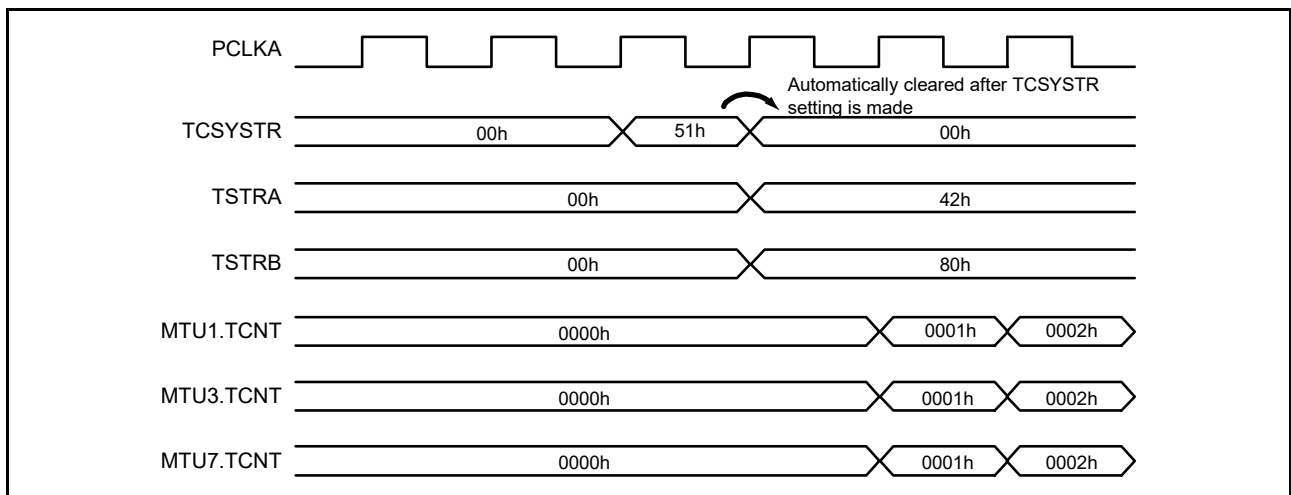 PCLKA
Automatically cleared after TCSYSTR
setting is made
TCSYSTR 00h 51h 00h
TSTRA 00h 42h
TSTRB 00h 80h
MTU1.TCNT 0000h 0001h 0002h
MTU3.TCNT 0000h 0001h 0002h
MTU7.TCNT 0000h 0001h 0002h